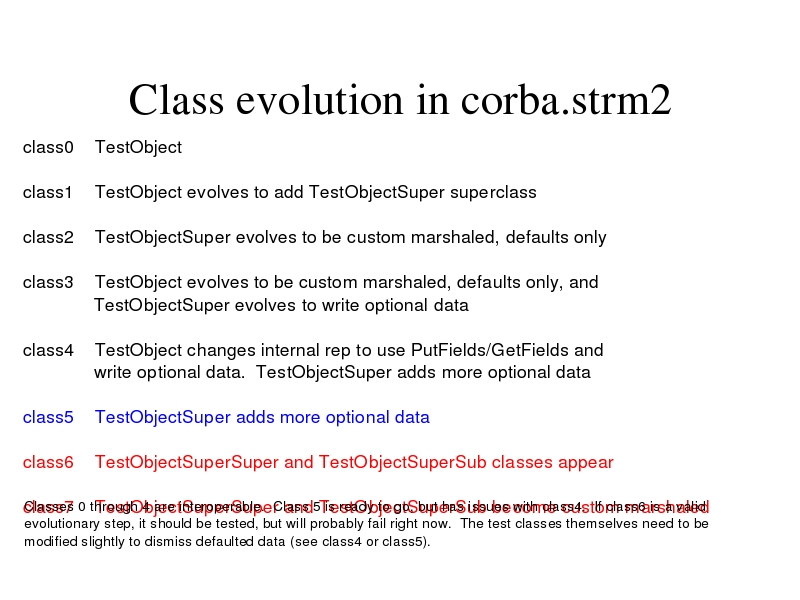 Class evolution in corba.strm2
class0 TestObject
class1 TestObject evolves to add TestObjectSuper superclass
class2 TestObjectSuper evolves to be custom marshaled, defaults only
class3 TestObject evolves to be custom marshaled, defaults only, and
TestObjectSuper evolves to write optional data
class4 TestObject changes internal rep to use PutFields/GetFields and
write optional data.  TestObjectSuper adds more optional data
class5 TestObjectSuper adds more optional data
class6 TestObjectSuperSuper and TestObjectSuperSub classes appear
class7 TestObjectSuperSuper and TestObjectSuperSub become custom marshaled
Classes 0 through 4 are interoperable.  Class 5 is ready to go, but has issues with class4.  If class6 is a valid
evolutionary step, it should be tested, but will probably fail right now.  The test classes themselves need to be
modified slightly to dismiss defaulted data (see class4 or class5).